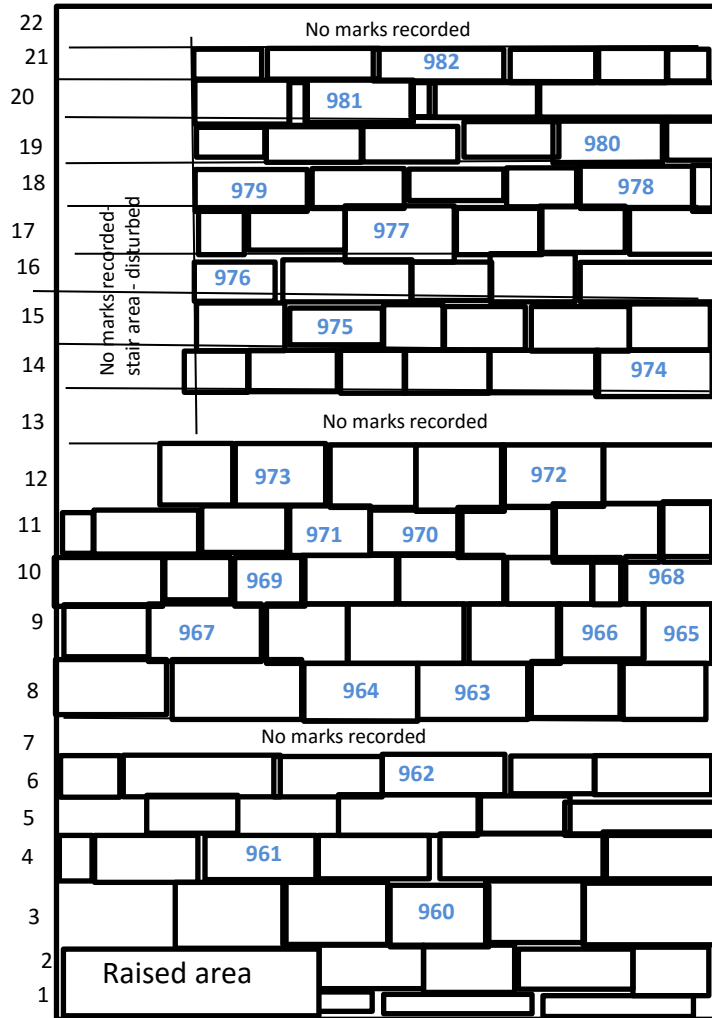 22 No marks recorded
21 982
20 981
19 980
18 979 978
17 977
16 976
15 975
14 974
No marks recorded-
stair area - disturbed
13 No marks recorded
12 973 972
11 971 970
10 969 968
9 967 966 965
8 964 963
7 No marks recorded
6 962
5
4 961
3 960
2 Raised area
1